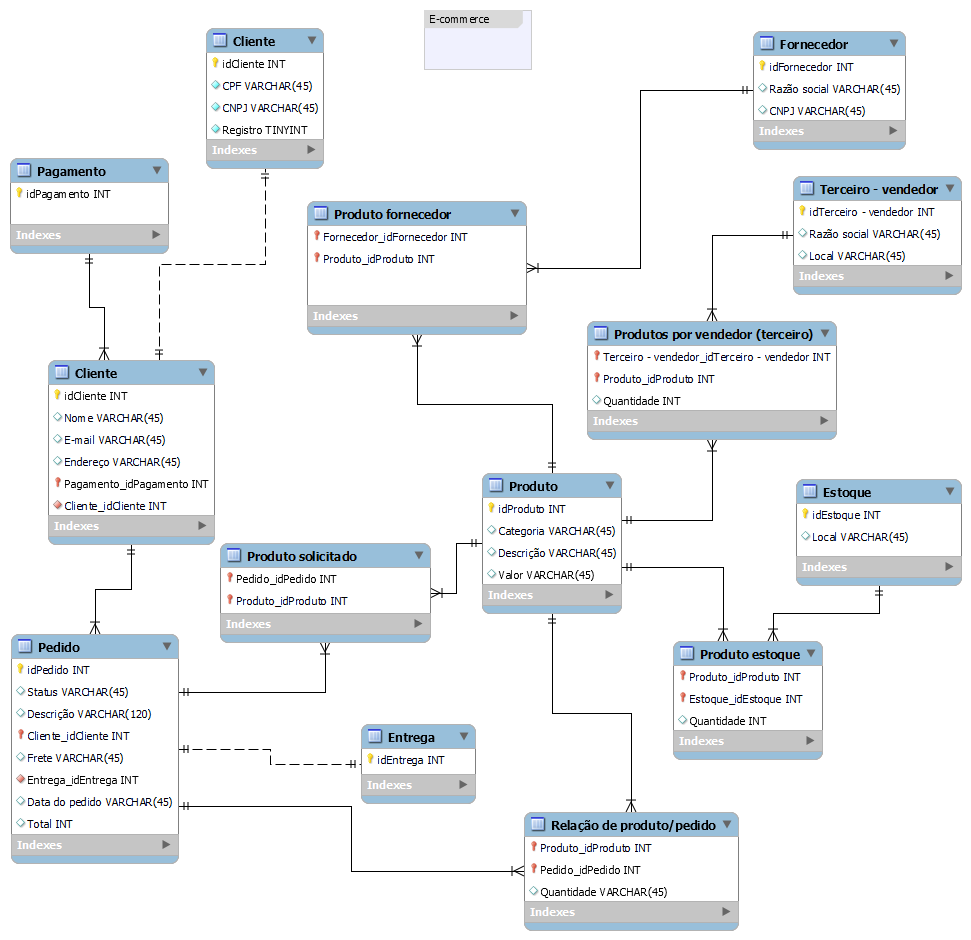 E-commerce
Cliente
idCliente INT
CPF VARCHAR(45)
CNPJ VARCHAR(45)
Registro TINYINT
Indexes
Fornecedor
idFornecedor INT
Razão social VARCHAR(45)
CNPJ VARCHAR(45)
Indexes
Pagamento
idPagamento INT
Indexes
Produto fornecedor
Fornecedor_idFornecedor INT
Produto_idProduto INT
Indexes
Terceiro - vendedor
idTerceiro - vendedor INT
Razão social VARCHAR(45)
Local VARCHAR(45)
Indexes
Produtos por vendedor (terceiro)
Terceiro - vendedor_idTerceiro - vendedor INT
Produto_idProduto INT
Quantidade INT
Indexes
Cliente
idCliente INT
Nome VARCHAR(45)
E-mail VARCHAR(45)
Endereço VARCHAR(45)
Pagamento_idPagamento INT
Cliente_idCliente INT
Indexes
Produto
idProduto INT
Categoria VARCHAR(45)
Descrição VARCHAR(45)
Valor VARCHAR(45)
Indexes
Estoque
idEstoque INT
Local VARCHAR(45)
Indexes
Produto solicitado
Pedido_idPedido INT
Produto_idProduto INT
Indexes
Pedido
idPedido INT
Status VARCHAR(45)
Descrição VARCHAR(120)
Cliente_idCliente INT
Frete VARCHAR(45)
Entrega_idEntrega INT
Data do pedido VARCHAR(45)
Total INT
Indexes
Produto estoque
Produto_idProduto INT
Estoque_idEstoque INT
Quantidade INT
Indexes
Entrega
idEntrega INT
Indexes
Relação de produto/pedido
Produto_idProduto INT
Pedido_idPedido INT
Quantidade VARCHAR(45)
Indexes